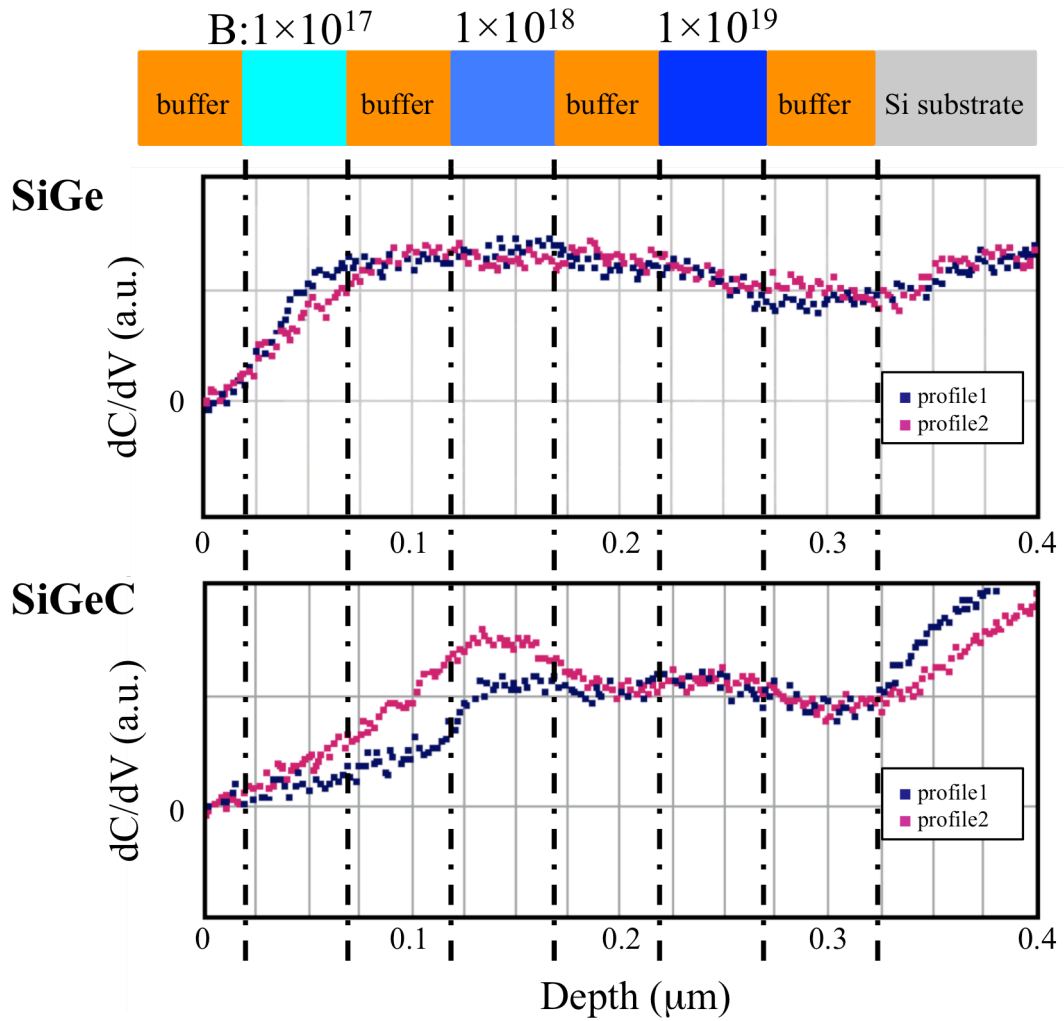 B:1×10¹⁷ 1×10¹⁸ 1×10¹⁹
buffer buffer buffer buffer Si substrate
SiGe
dC/dV (a.u.)
0
profile1
profile2
0 0.1 0.2 0.3 0.4
SiGeC
dC/dV (a.u.)
0
profile1
profile2
0 0.1 0.2 0.3 0.4
Depth (μm)